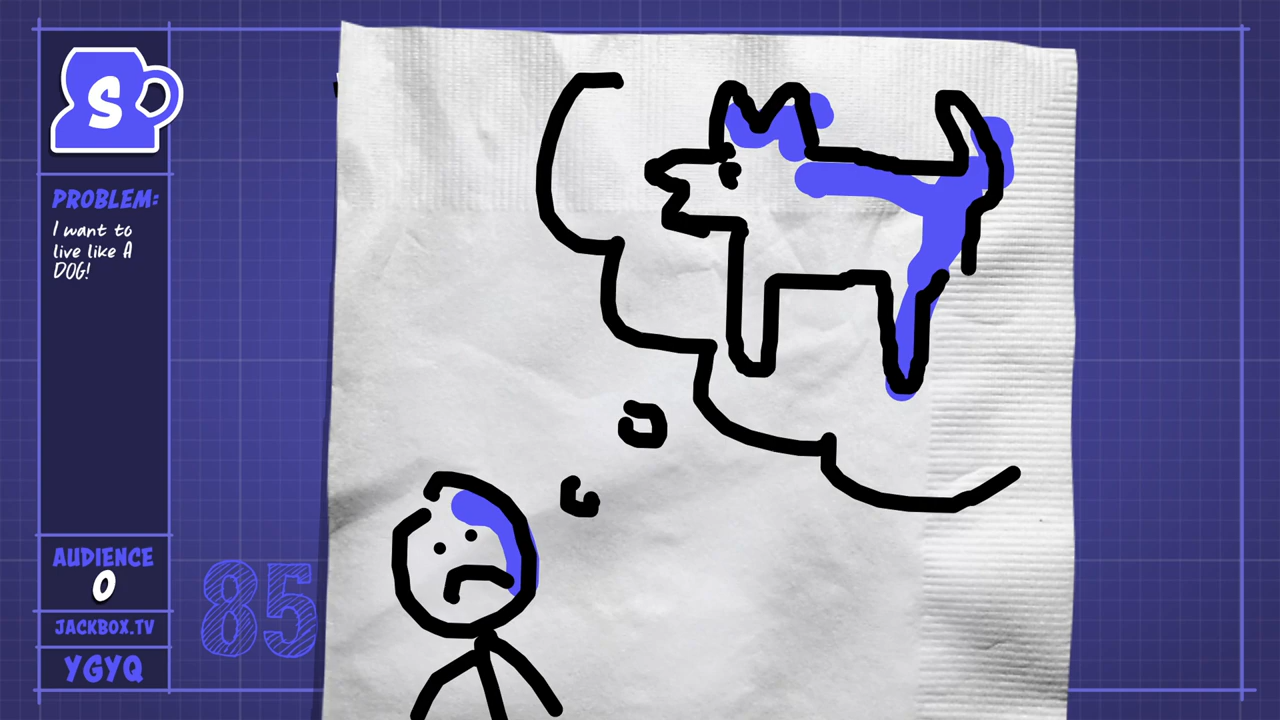 S
PROBLEM:
I want to
live like A
DOG!
AUDIENCE
0
JACKBOX.TV
YGYQ
85